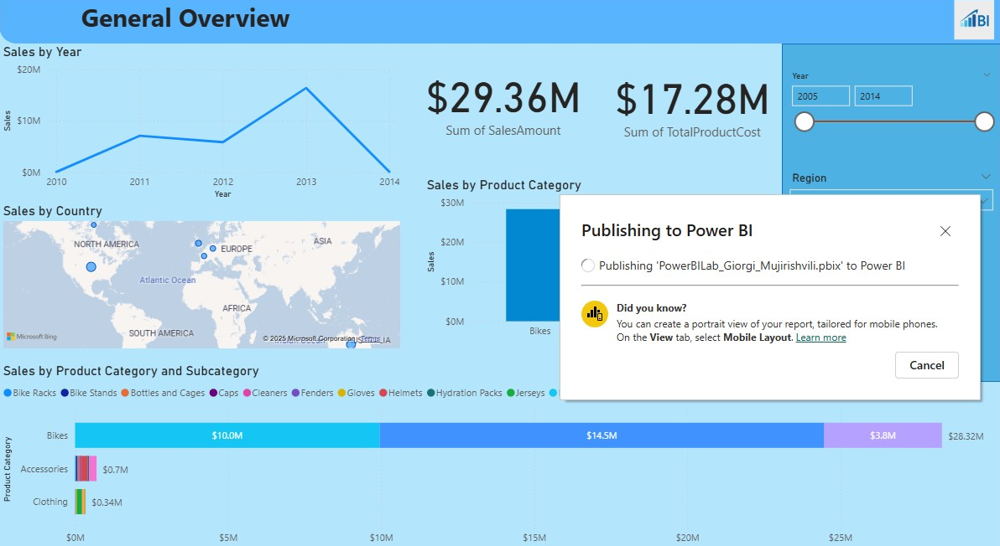 General Overview
BI
Sales by Year
$20M
$10M
$0M
Sales
2010 2011 2012 2013 2014
Year
$29.36M
Sum of SalesAmount
$17.28M
Sum of TotalProductCost
Year
2005 2014
Region
Sales by Country
NORTH AMERICA
EUROPE
ASIA
Atlantic Ocean
AFRICA
SOUTH AMERICA
Microsoft Bing
© 2025 Microsoft Corporation Terms
Sales by Product Category
$30M
$20M
$10M
$0M
Sales
Bikes
Publishing to Power BI
Publishing 'PowerBILab_Giorgi_Mujirishvili.pbix' to Power BI
Did you know?
You can create a portrait view of your report, tailored for mobile phones.
On the View tab, select Mobile Layout. Learn more
Cancel
Sales by Product Category and Subcategory
Bike Racks Bike Stands Bottles and Cages Caps Cleaners Fenders Gloves Helmets Hydration Packs Jerseys
Product Category
Bikes $10.0M $14.5M $3.8M $28.32M
Accessories $0.7M
Clothing $0.34M
$0M $5M $10M $15M $20M $25M